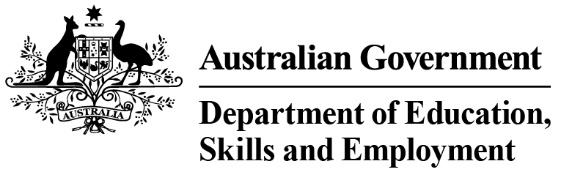 Australian Government
Department of Education,
Skills and Employment
AUSTRALIA